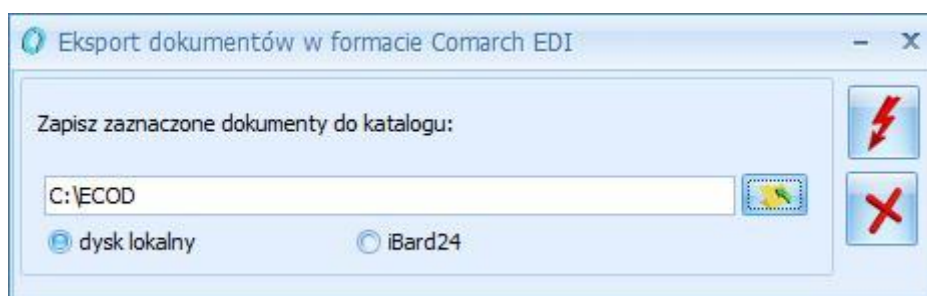 Eksport dokumentów w formacie Comarch EDI
Zapisz zaznaczone dokumenty do katalogu:
C:\ECOD
dysk lokalny iBard24